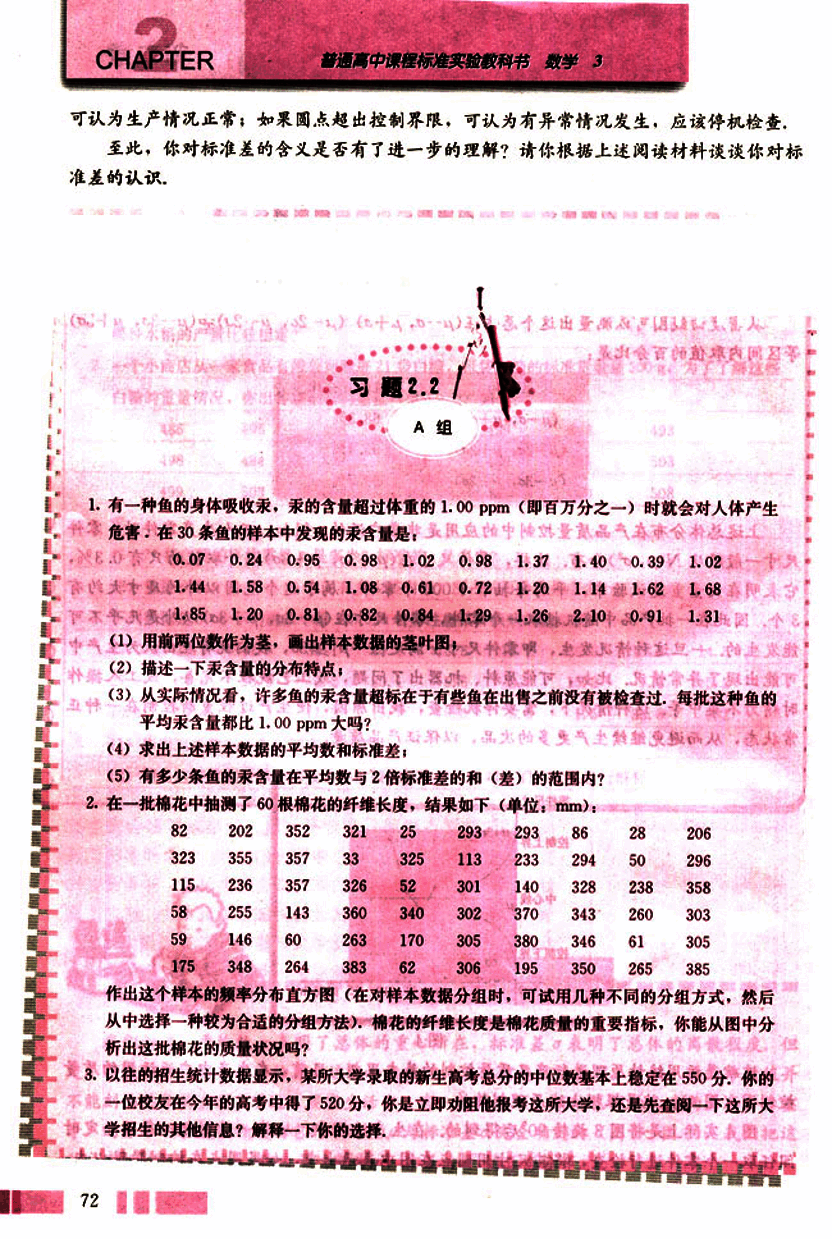 2
CHAPTER
普通高中课程标准实验教科书 数学 3
可认为生产情况正常；如果圆点超出控制界限，可认为有异常情况发生，应该停机检查.
至此，你对标准差的含义是否有了进一步的理解？请你根据上述阅读材料谈谈你对标
准差的认识.
习题2.2
A 组
1. 有一种鱼的身体吸收汞，汞的含量超过体重的 1.00 ppm（即百万分之一）时就会对人体产生
危害. 在 30 条鱼的样本中发现的汞含量是：
0.07 0.24 0.95 0.98 1.02 0.98 1.37 1.40 0.39 1.02
1.44 1.58 0.54 1.08 0.61 0.72 1.20 1.14 1.62 1.68
1.85 1.20 0.81 0.82 0.84 1.29 1.26 2.10 0.91 1.31
（1）用前两位数作为茎，画出样本数据的茎叶图；
（2）描述一下汞含量的分布特点；
（3）从实际情况看，许多鱼的汞含量超标在于有些鱼在出售之前没有被检查过. 每批这种鱼的
平均汞含量都比 1.00 ppm 大吗？
（4）求出上述样本数据的平均数和标准差；
（5）有多少条鱼的汞含量在平均数与 2 倍标准差的和（差）的范围内？
2. 在一批棉花中抽测了 60 根棉花的纤维长度，结果如下（单位：mm）：
82 202 352 321 25 293 293 86 28 206
323 355 357 33 325 113 233 294 50 296
115 236 357 326 52 301 140 328 238 358
58 255 143 360 340 302 370 343 260 303
59 146 60 263 170 305 380 346 61 305
175 348 264 383 62 306 195 350 265 385
作出这个样本的频率分布直方图（在对样本数据分组时，可试用几种不同的分组方式，然后
从中选择一种较为合适的分组方法）. 棉花的纤维长度是棉花质量的重要指标，你能从图中分
析出这批棉花的质量状况吗？
3. 以往的招生统计数据显示，某所大学录取的新生高考总分的中位数基本上稳定在 550 分. 你的
一位校友在今年的高考中得了 520 分，你是立即劝阻他报考这所大学，还是先查阅一下这所大
学招生的其他信息？解释一下你的选择.
72